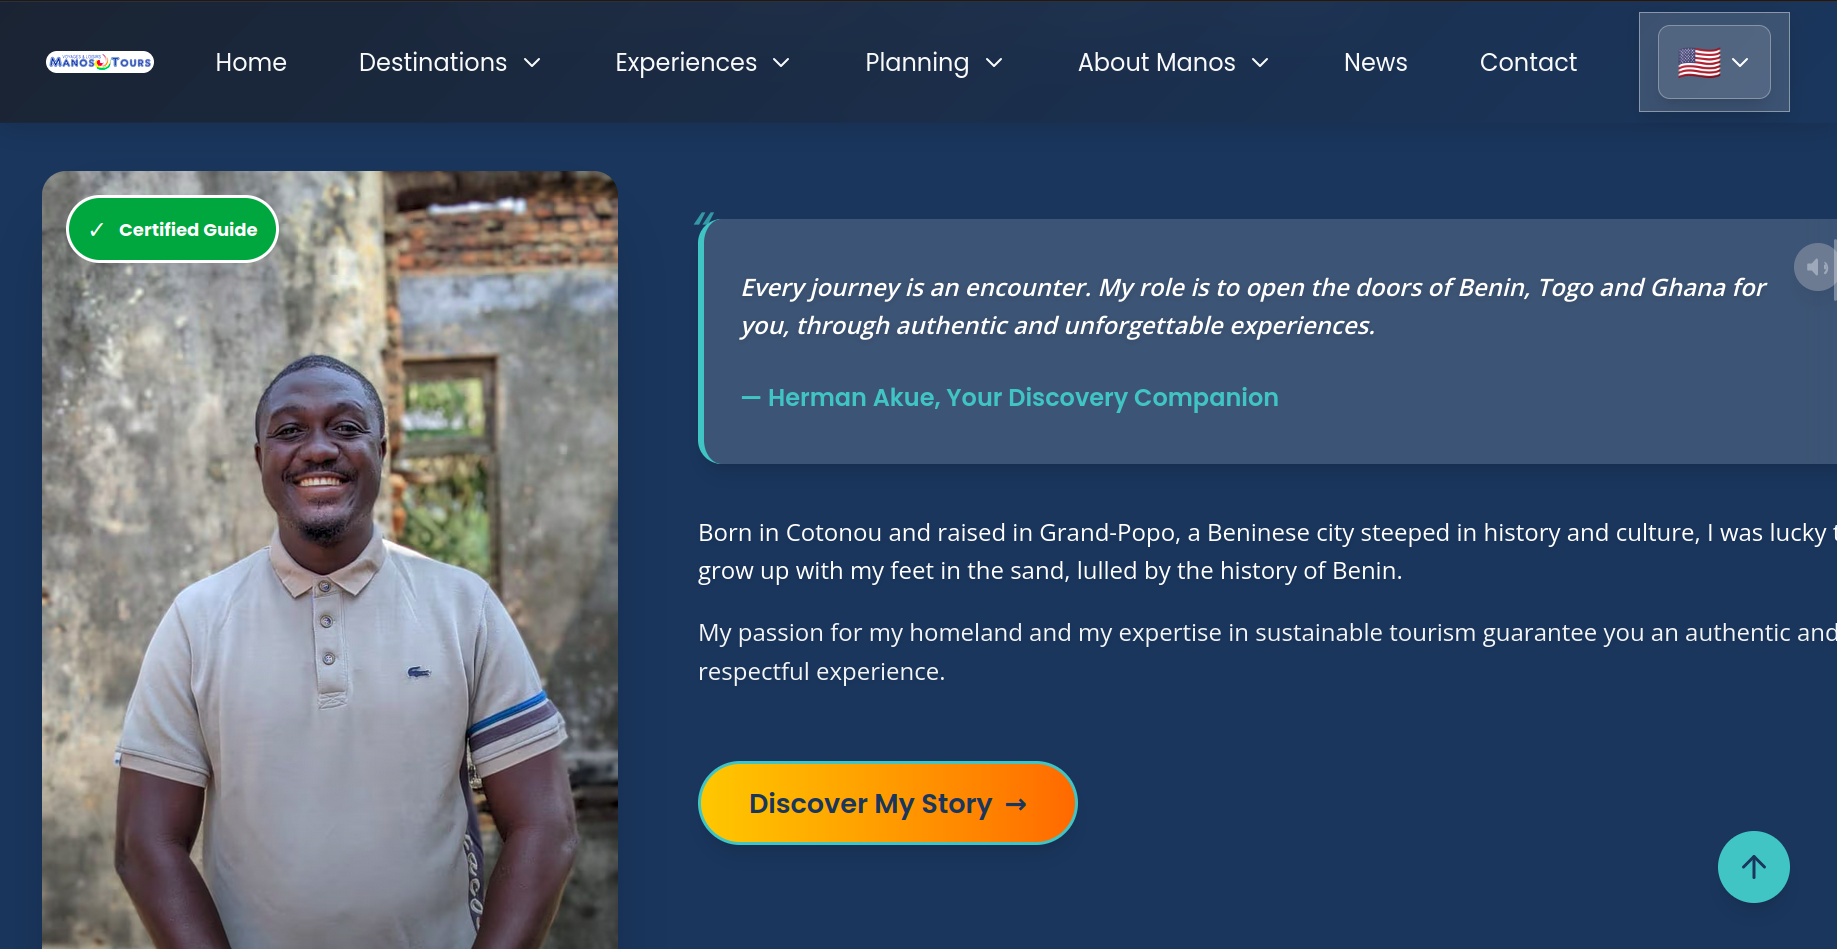 MANOS TOURS
Home
Destinations
Experiences
Planning
About Manos
News
Contact
✓ Certified Guide
"
Every journey is an encounter. My role is to open the doors of Benin, Togo and Ghana for
you, through authentic and unforgettable experiences.
— Herman Akue, Your Discovery Companion
Born in Cotonou and raised in Grand-Popo, a Beninese city steeped in history and culture, I was lucky
grow up with my feet in the sand, lulled by the history of Benin.
My passion for my homeland and my expertise in sustainable tourism guarantee you an authentic and
respectful experience.
Discover My Story →